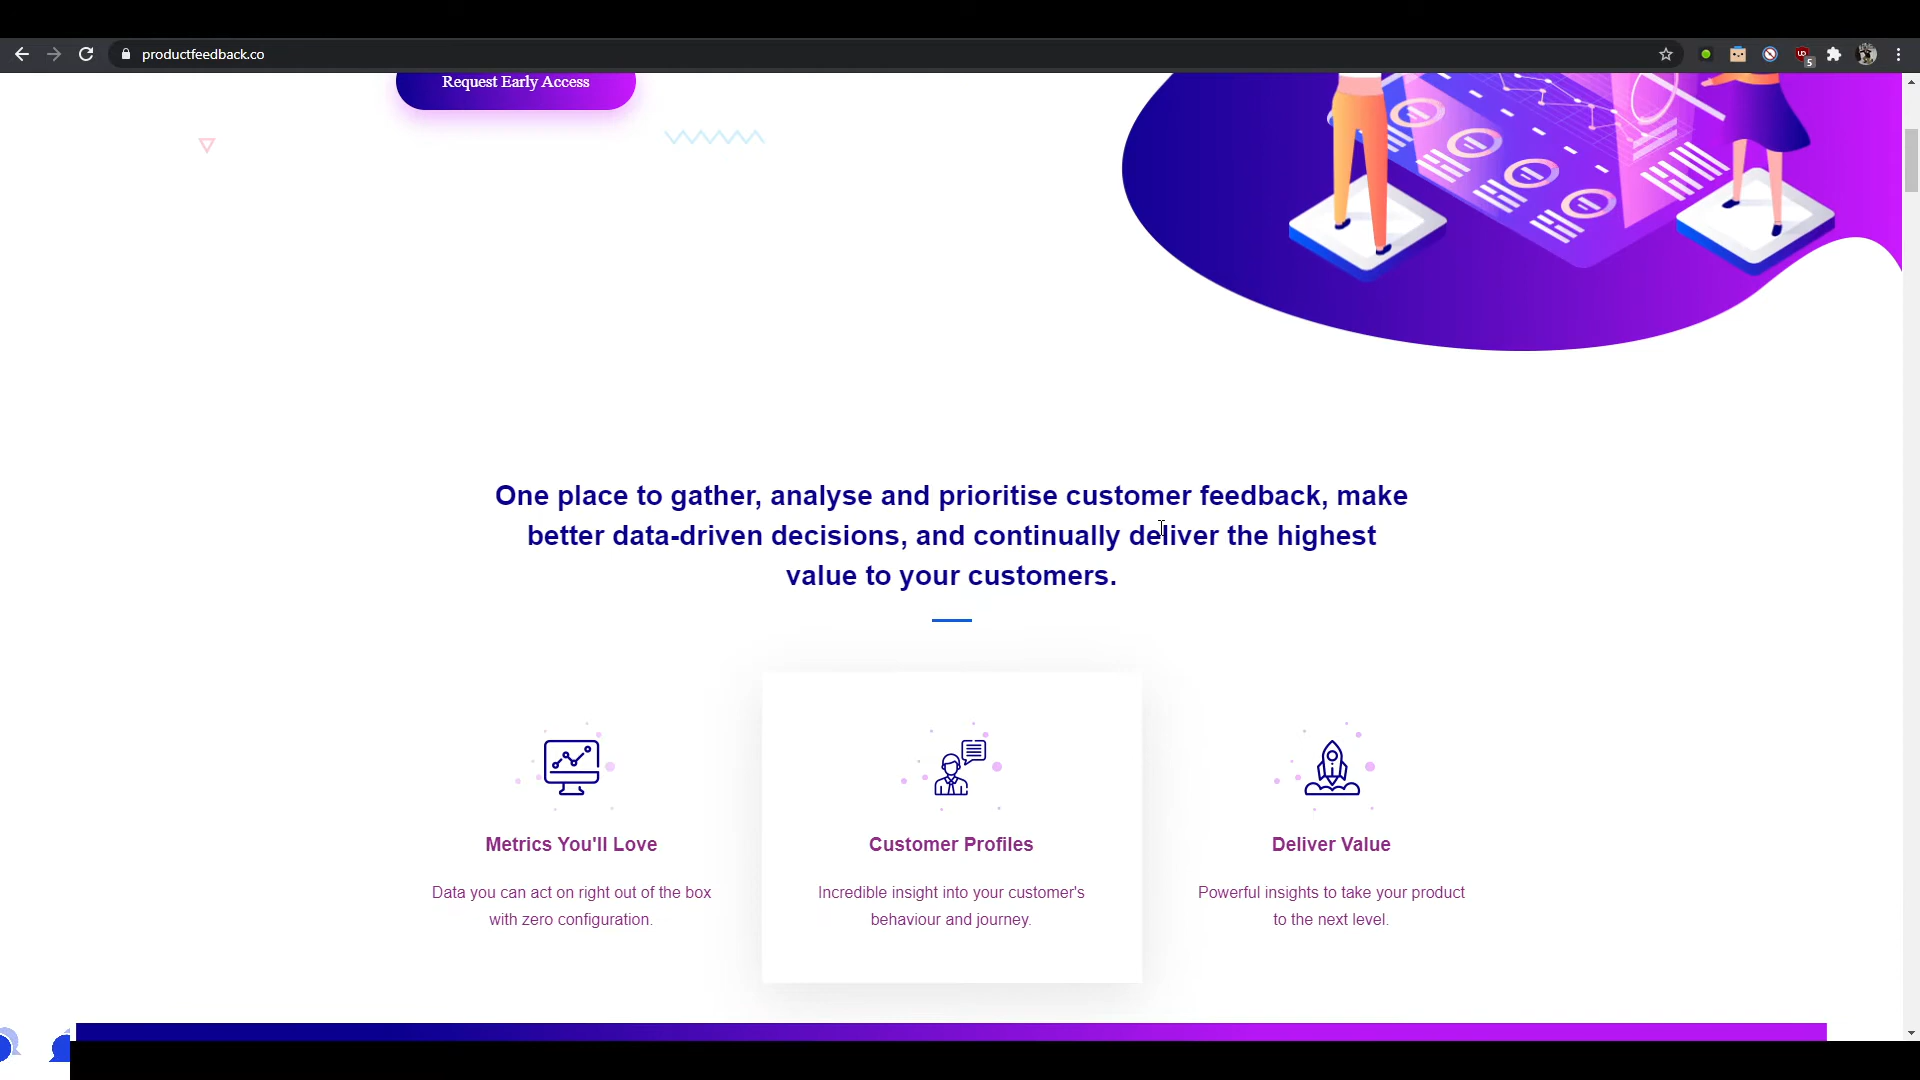 productfeedback.co
5
Request Early Access
One place to gather, analyse and prioritise customer feedback, make
better data-driven decisions, and continually deliver the highest
value to your customers.
Metrics You'll Love
Data you can act on right out of the box
with zero configuration.
Customer Profiles
Incredible insight into your customer's
behaviour and journey.
Deliver Value
Powerful insights to take your product
to the next level.